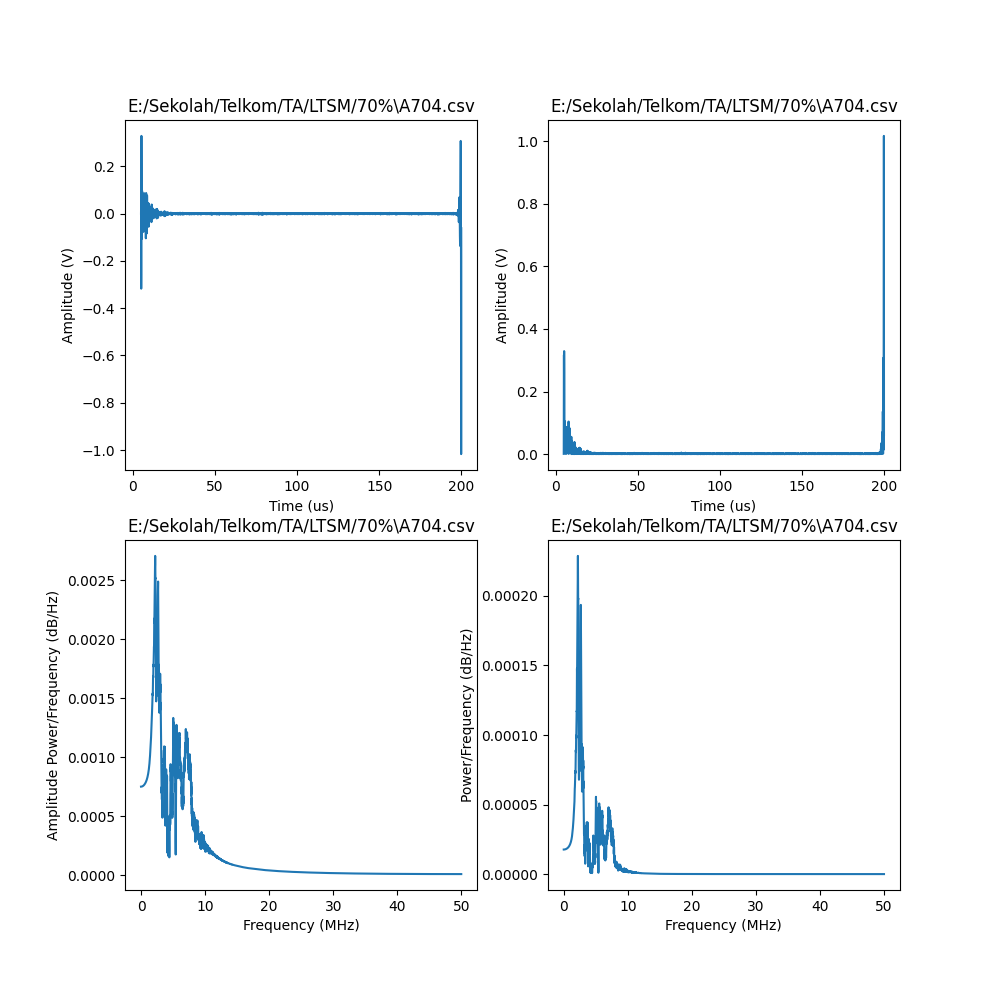 E:/Sekolah/Telkom/TA/LTSM/70%\A704.csv
Amplitude (V)
0.2
0.0
−0.2
−0.4
−0.6
−0.8
−1.0
0 50 100 150 200
Time (us)
E:/Sekolah/Telkom/TA/LTSM/70%\A704.csv
Amplitude (V)
1.0
0.8
0.6
0.4
0.2
0.0
0 50 100 150 200
Time (us)
E:/Sekolah/Telkom/TA/LTSM/70%\A704.csv
Amplitude Power/Frequency (dB/Hz)
0.0025
0.0020
0.0015
0.0010
0.0005
0.0000
0 10 20 30 40 50
Frequency (MHz)
E:/Sekolah/Telkom/TA/LTSM/70%\A704.csv
Power/Frequency (dB/Hz)
0.00020
0.00015
0.00010
0.00005
0.00000
0 10 20 30 40 50
Frequency (MHz)